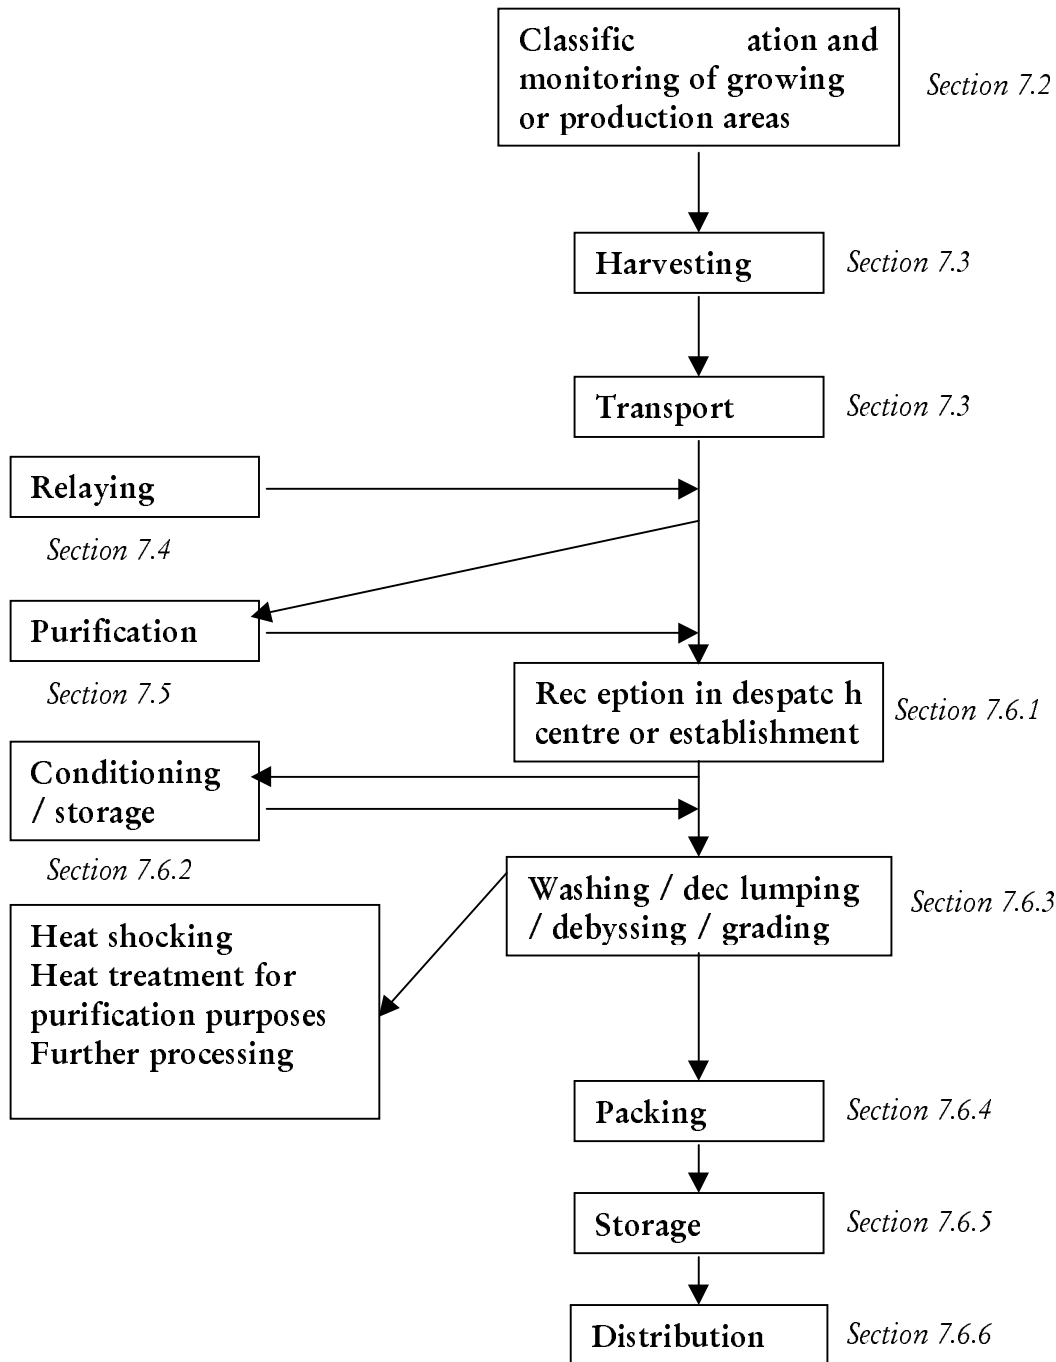 Classific ation and
monitoring of growing
or production areas
Section 7.2
Harvesting
Section 7.3
Transport
Section 7.3
Relaying
Section 7.4
Purification
Section 7.5
Rec eption in despatc h
centre or establishment
Section 7.6.1
Conditioning
/ storage
Section 7.6.2
Washing / dec lumping
/ debyssing / grading
Section 7.6.3
Heat shocking
Heat treatment for
purification purposes
Further processing
Packing
Section 7.6.4
Storage
Section 7.6.5
Distribution
Section 7.6.6